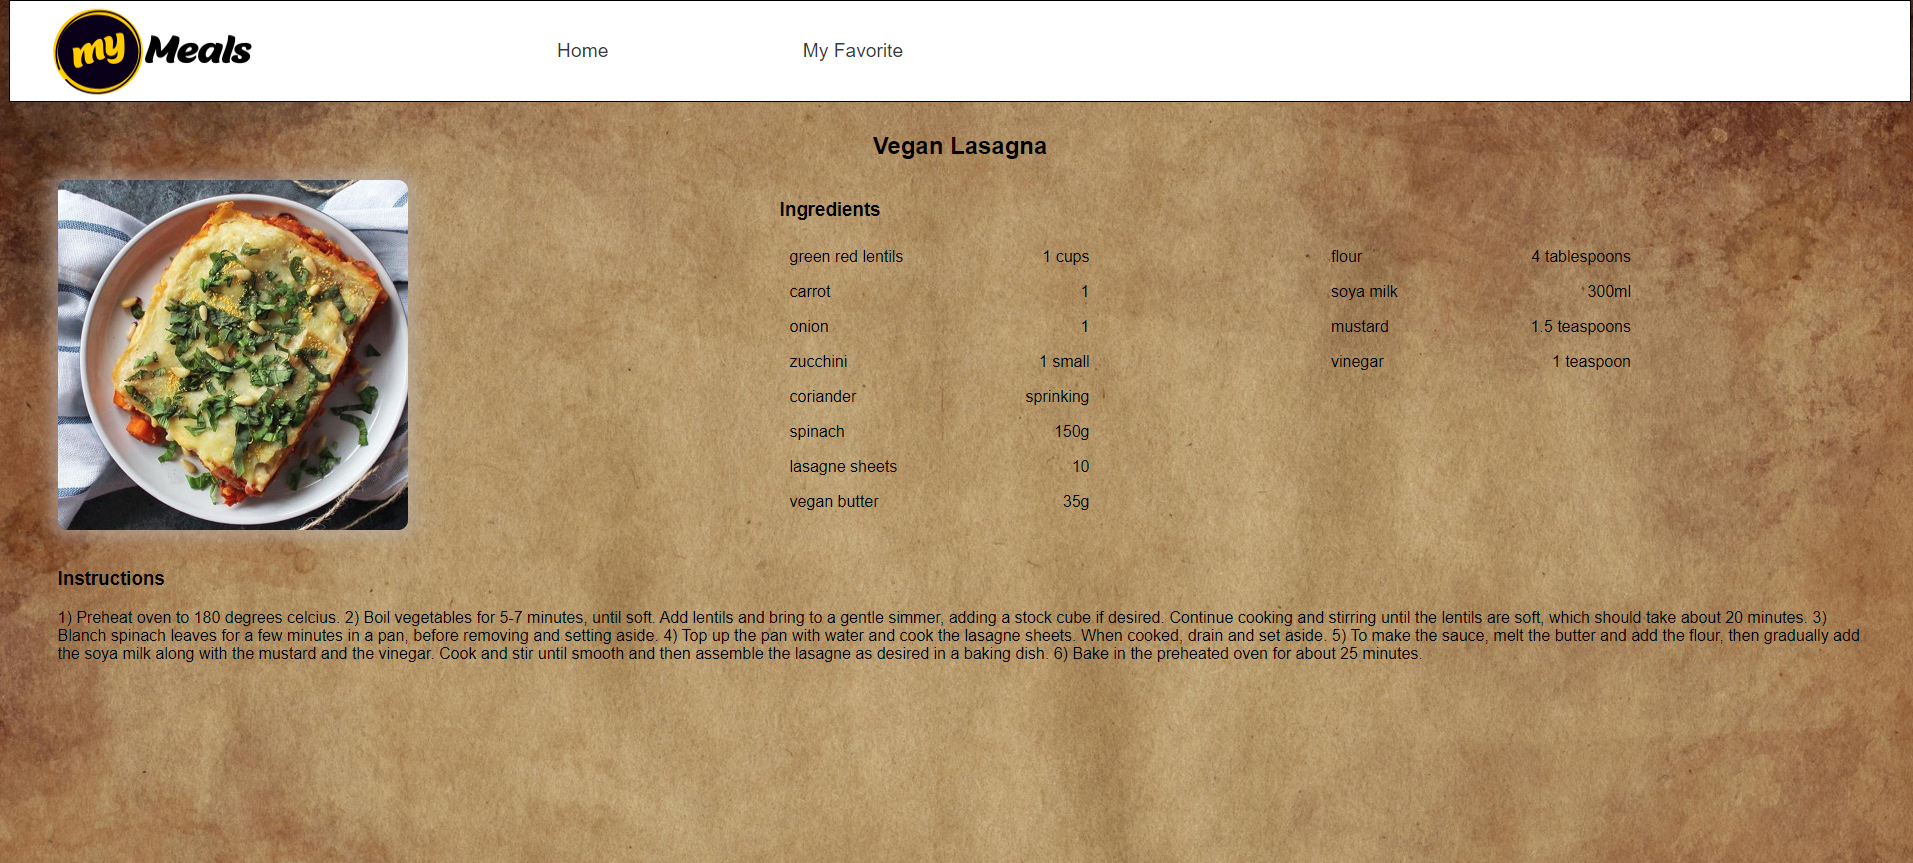 my Meals
Home
My Favorite
Vegan Lasagna
Ingredients
green red lentils 1 cups
carrot 1
onion 1
zucchini 1 small
coriander sprinking
spinach 150g
lasagne sheets 10
vegan butter 35g
flour 4 tablespoons
soya milk 300ml
mustard 1.5 teaspoons
vinegar 1 teaspoon
Instructions
1) Preheat oven to 180 degrees celcius. 2) Boil vegetables for 5-7 minutes, until soft. Add lentils and bring to a gentle simmer, adding a stock cube if desired. Continue cooking and stirring until the lentils are soft, which should take about 20 minutes. 3)
Blanch spinach leaves for a few minutes in a pan, before removing and setting aside. 4) Top up the pan with water and cook the lasagne sheets. When cooked, drain and set aside. 5) To make the sauce, melt the butter and add the flour, then gradually add
the soya milk along with the mustard and the vinegar. Cook and stir until smooth and then assemble the lasagne as desired in a baking dish. 6) Bake in the preheated oven for about 25 minutes.